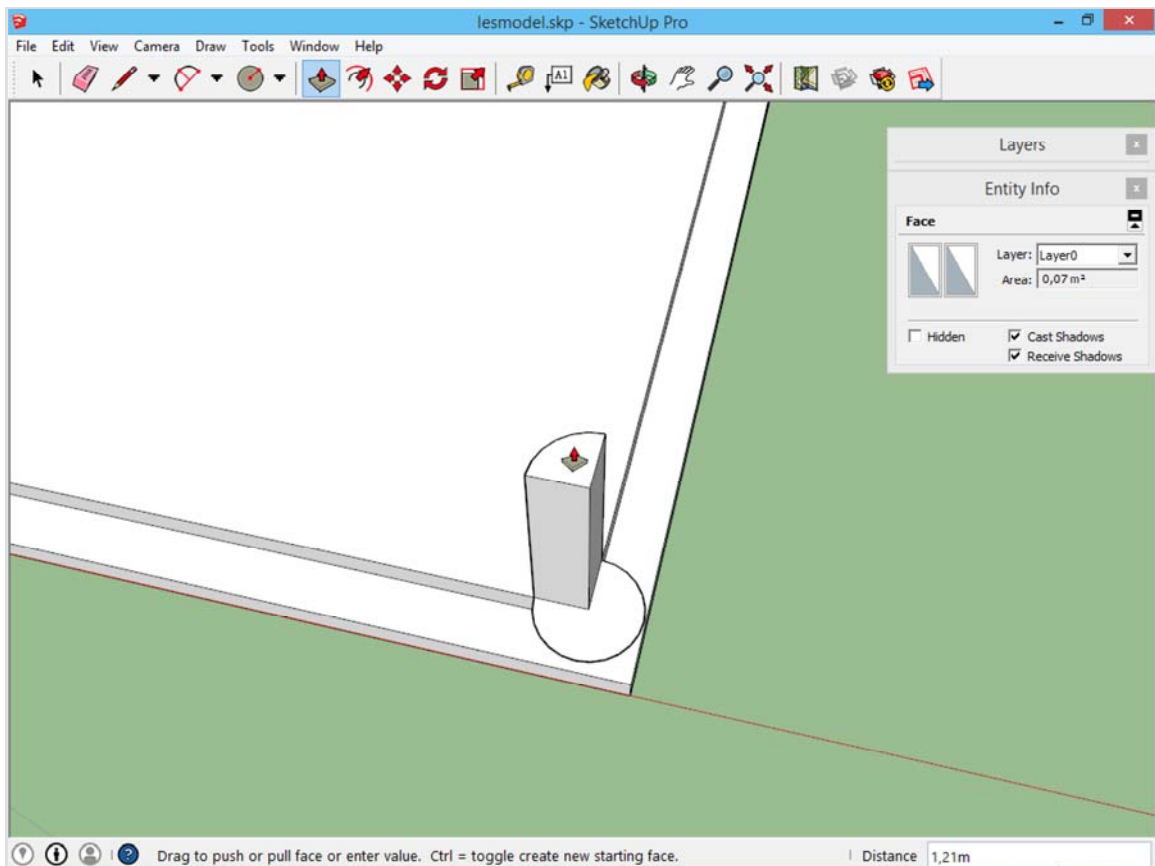 lesmodel.skp - SketchUp Pro
File Edit View Camera Draw Tools Window Help
A1
Layers
Entity Info
Face
Layer: Layer0
Area: 0,07 m²
Hidden Cast Shadows
Receive Shadows
Drag to push or pull face or enter value. Ctrl = toggle create new starting face. Distance 1,21m